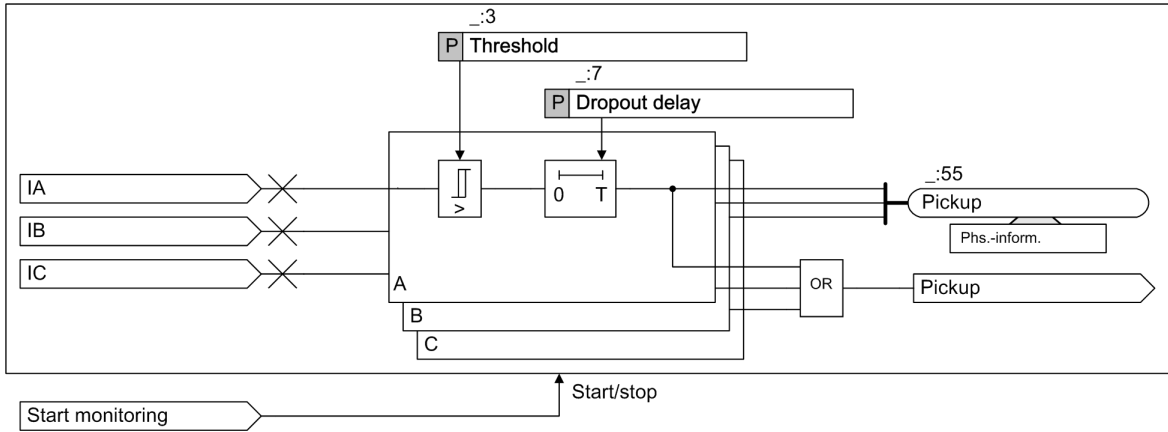 _:3
P Threshold
_:7
P Dropout delay
IA
IB
IC
>
0 T
A
B
C
_:55
Pickup
Phs.-inform.
OR
Pickup
Start/stop
Start monitoring